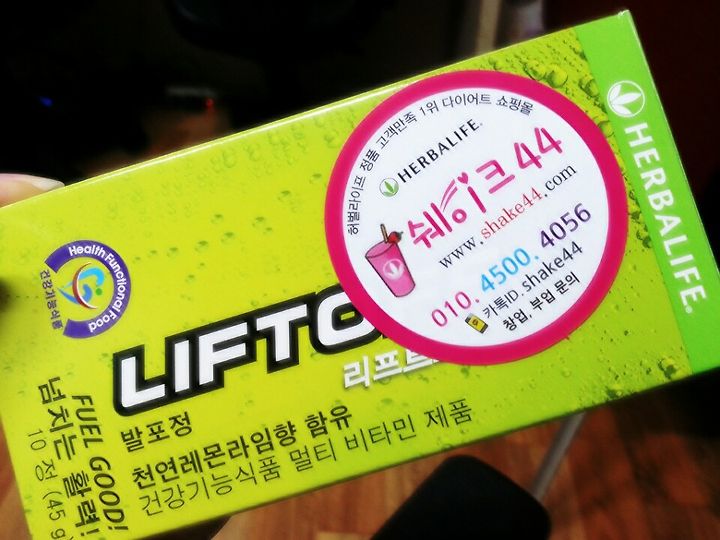 허벌라이프 정품 고객만족 1위 다이어트 쇼핑몰
HERBALIFE.
쉐이크 44
www.shake44.com
010. 4500. 4056
카톡ID. shake44
창업, 부업 문의
HERBALIFE.
Health Functional Food
건강기능식품
LIFTO
리프트
발포정
천연레몬라임향 함유
건강기능식품 멀티 비타민 제품
FUEL GOOD!
넘치는 활력!
10 정 (45 g)